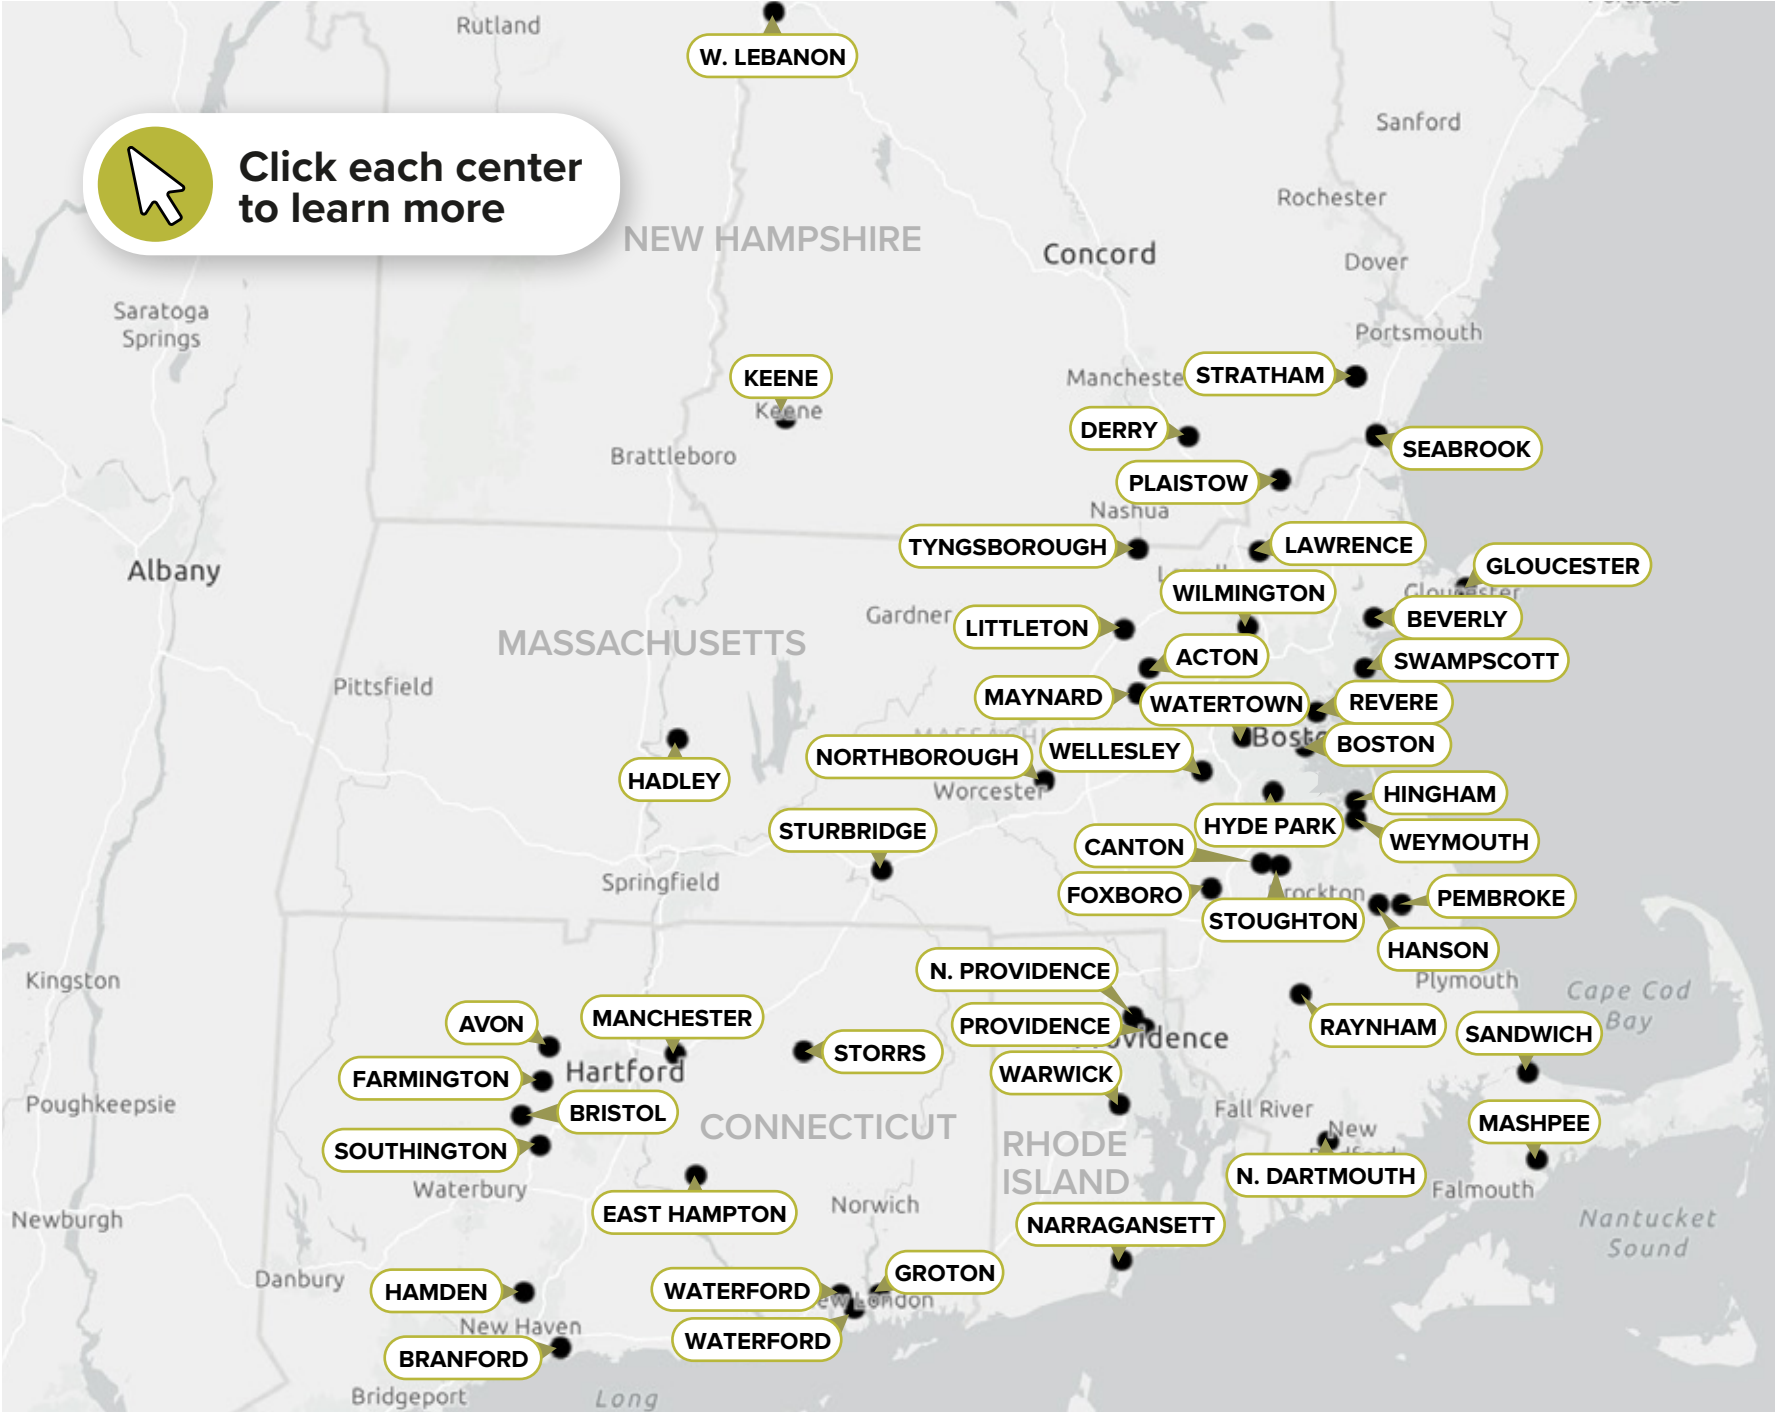 Rutland
W. LEBANON
Click each center
to learn more
Sanford
Rochester
NEW HAMPSHIRE
Concord
Dover
Saratoga
Springs
Portsmouth
KEENE
Keene
STRATHAM
DERRY
SEABROOK
Brattleboro
PLAISTOW
Nashua
TYNGSBOROUGH
LAWRENCE
Albany
GLOUCESTER
Gloucester
WILMINGTON
Gardner
LITTLETON
BEVERLY
MASSACHUSETTS
ACTON
SWAMPSCOTT
Pittsfield
MAYNARD
WATERTOWN
REVERE
HADLEY
NORTHBOROUGH
WELLESLEY
BOSTON
Worcester
HINGHAM
STURBRIDGE
HYDE PARK
WEYMOUTH
CANTON
Springfield
FOXBORO
PEMBROKE
STOUGHTON
HANSON
Kingston
N. PROVIDENCE
Plymouth
Cape Cod
Bay
AVON
MANCHESTER
PROVIDENCE
RAYNHAM
SANDWICH
STORRS
Hartford
FARMINGTON
WARWICK
Poughkeepsie
BRISTOL
CONNECTICUT
Fall River
MASHPEE
SOUTHINGTON
RHODE
ISLAND
New
N. DARTMOUTH
Waterbury
Falmouth
EAST HAMPTON
Norwich
Newburgh
NARRAGANSETT
Nantucket
Sound
Danbury
HAMDEN
WATERFORD
GROTON
New Haven
WATERFORD
BRANFORD
Bridgeport
Long